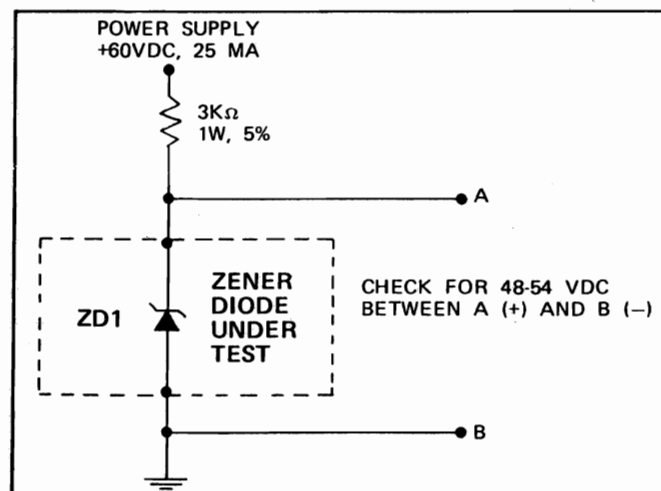 POWER SUPPLY
+60VDC, 25 MA
3KΩ
1W, 5%
A
ZD1
ZENER
DIODE
UNDER
TEST
CHECK FOR 48-54 VDC
BETWEEN A (+) AND B (−)
B